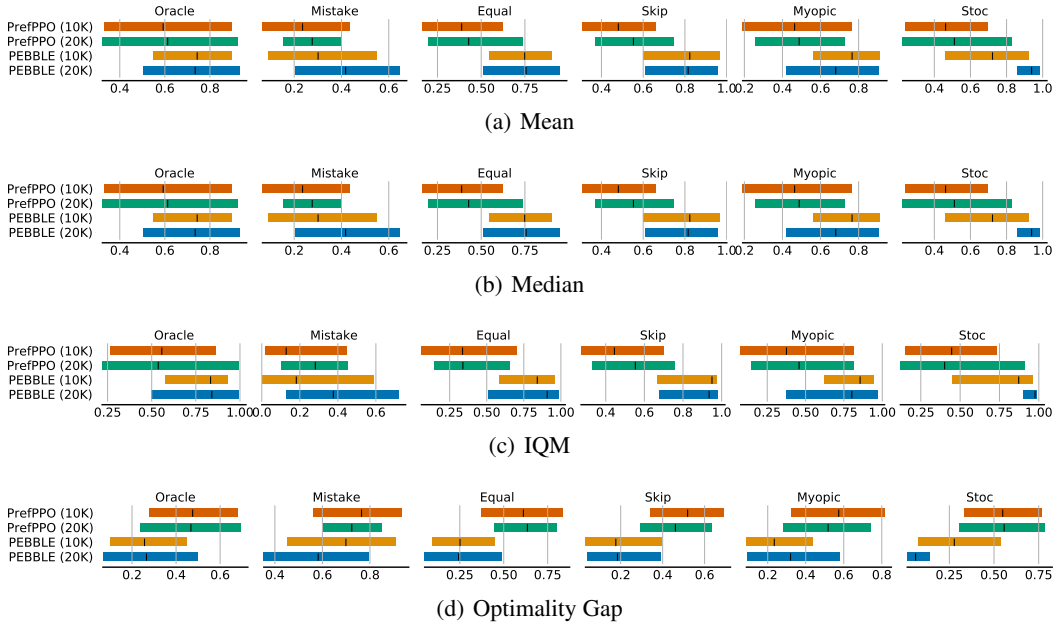 Oracle Mistake Equal Skip Myopic Stoc
PrefPPO (10K)
PrefPPO (20K)
PEBBLE (10K)
PEBBLE (20K)
0.4 0.6 0.8 0.2 0.4 0.6 0.25 0.50 0.75 0.4 0.6 0.8 1.0 0.2 0.4 0.6 0.8 0.4 0.6 0.8 1.0
(a) Mean
Oracle Mistake Equal Skip Myopic Stoc
PrefPPO (10K)
PrefPPO (20K)
PEBBLE (10K)
PEBBLE (20K)
0.4 0.6 0.8 0.2 0.4 0.6 0.25 0.50 0.75 0.4 0.6 0.8 1.0 0.2 0.4 0.6 0.8 0.4 0.6 0.8 1.0
(b) Median
Oracle Mistake Equal Skip Myopic Stoc
PrefPPO (10K)
PrefPPO (20K)
PEBBLE (10K)
PEBBLE (20K)
0.25 0.50 0.75 1.00 0.0 0.2 0.4 0.6 0.25 0.50 0.75 1.00 0.4 0.6 0.8 1.0 0.2 0.4 0.6 0.8 1.0 0.25 0.50 0.75 1.00
(c) IQM
Oracle Mistake Equal Skip Myopic Stoc
PrefPPO (10K)
PrefPPO (20K)
PEBBLE (10K)
PEBBLE (20K)
0.2 0.4 0.6 0.4 0.6 0.8 0.25 0.50 0.75 0.2 0.4 0.6 0.2 0.4 0.6 0.8 0.25 0.50 0.75
(d) Optimality Gap